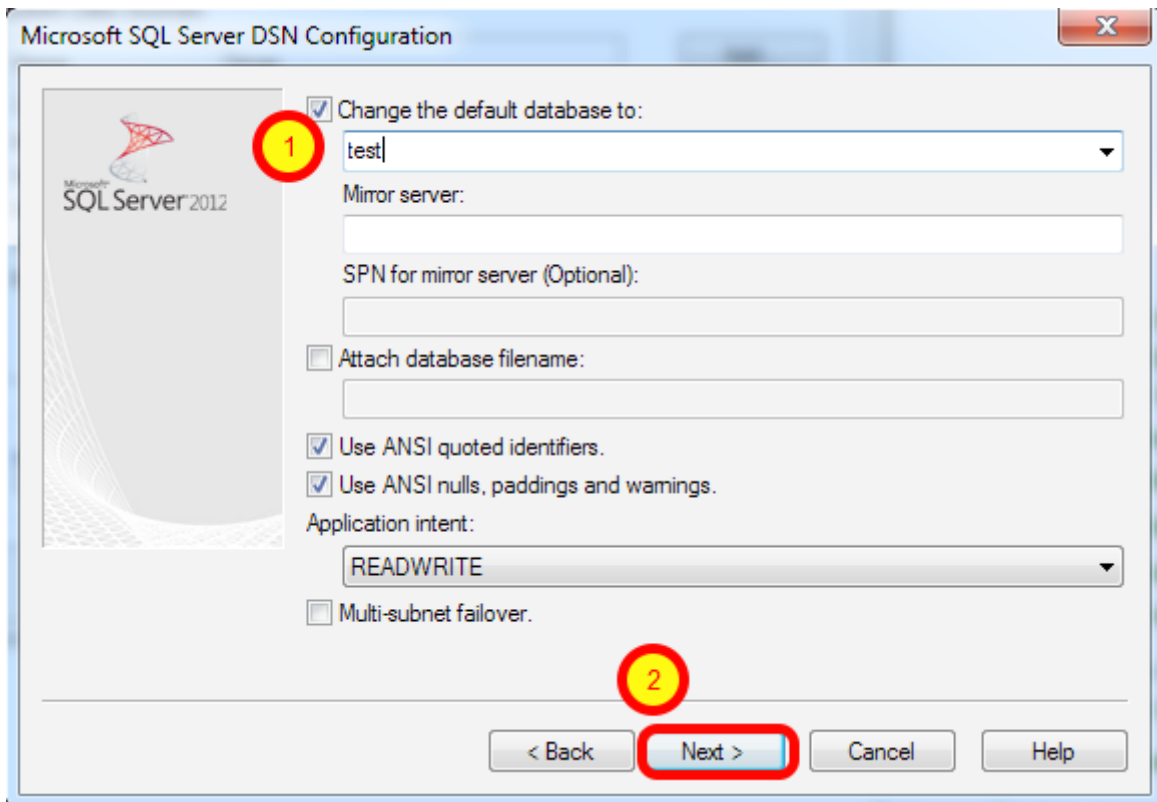 Microsoft SQL Server DSN Configuration
Microsoft
SQL Server 2012
Change the default database to:
1
test
Mirror server:
SPN for mirror server (Optional):
Attach database filename:
Use ANSI quoted identifiers.
Use ANSI nulls, paddings and warnings.
Application intent:
READWRITE
Multi-subnet failover.
2
< Back Next > Cancel Help